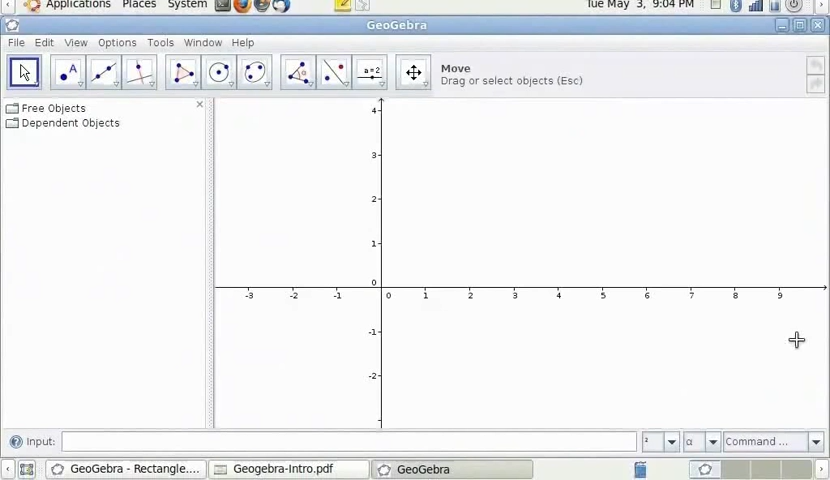 Applications Places System Tue May 3, 9:04 PM
GeoGebra
File Edit View Options Tools Window Help
A
a = 2
Move
Drag or select objects (Esc)
Free Objects
Dependent Objects
4
3
2
1
0
-3 -2 -1 0 1 2 3 4 5 6 7 8 9
-1
-2
Input: ² α Command ...
GeoGebra - Rectangle.... Geogebra-Intro.pdf GeoGebra